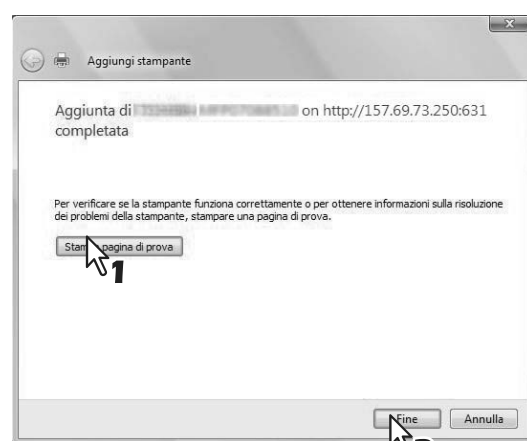 Aggiungi stampante
Aggiunta di on http://157.69.73.250:631
completata
Per verificare se la stampante funziona correttamente o per ottenere informazioni sulla risoluzione
dei problemi della stampante, stampare una pagina di prova.
pagina di prova
1
Fine Annulla